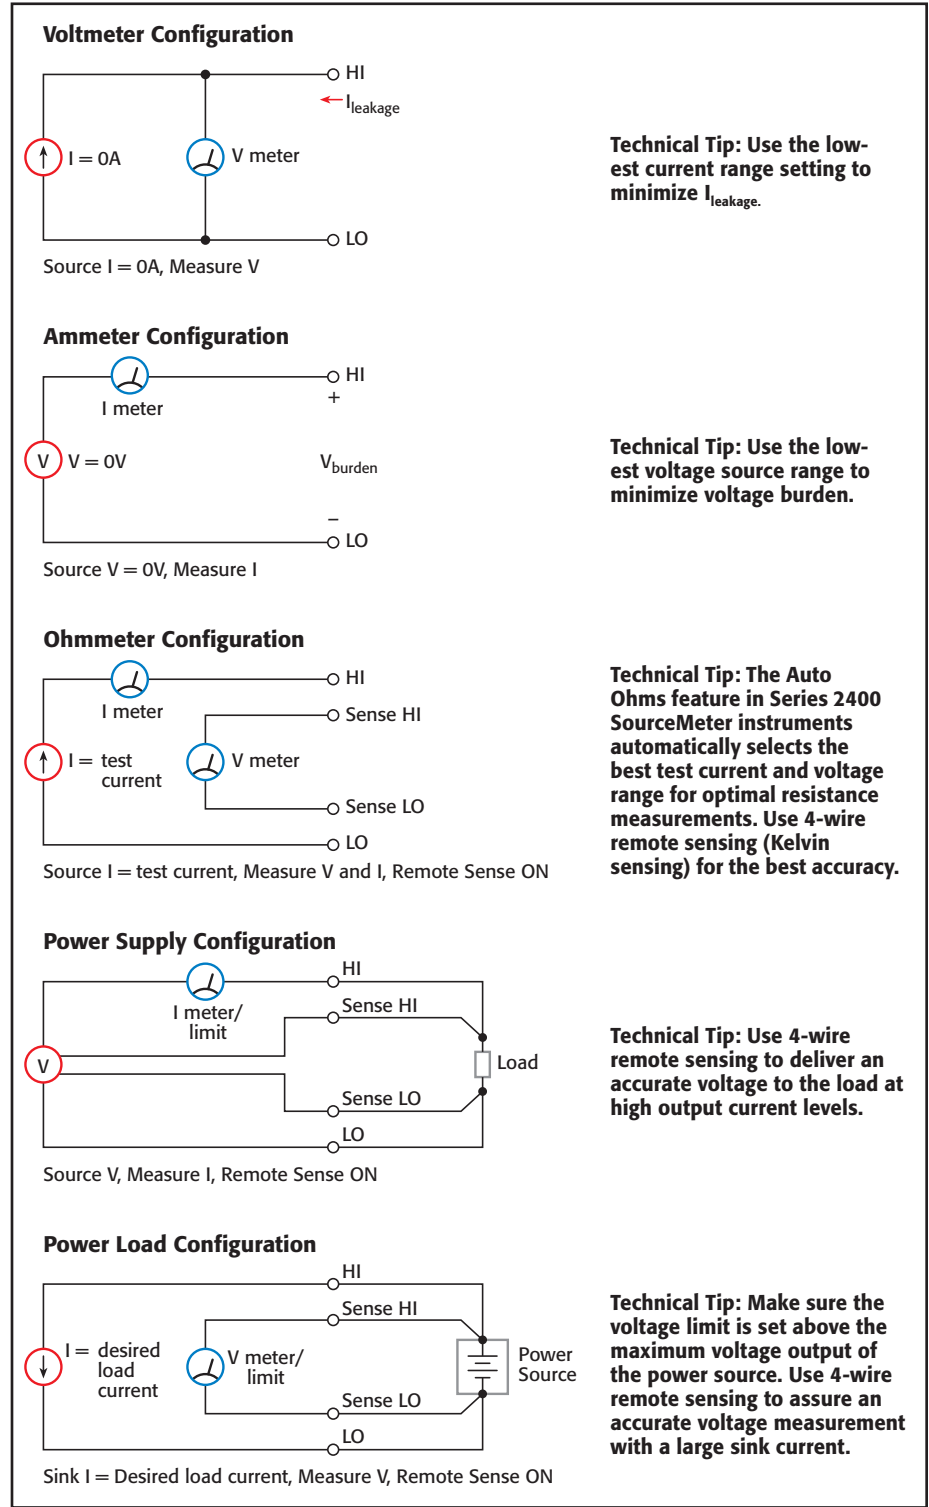 Voltmeter Configuration
HI
Ileakage
I = 0A
V meter
LO
Source I = 0A, Measure V
Technical Tip: Use the low-
est current range setting to
minimize Ileakage.
Ammeter Configuration
HI
+
I meter
V
V = 0V
Vburden
–
LO
Source V = 0V, Measure I
Technical Tip: Use the low-
est voltage source range to
minimize voltage burden.
Ohmmeter Configuration
HI
I meter
Sense HI
I = test
current
V meter
Sense LO
LO
Source I = test current, Measure V and I, Remote Sense ON
Technical Tip: The Auto
Ohms feature in Series 2400
SourceMeter instruments
automatically selects the
best test current and voltage
range for optimal resistance
measurements. Use 4-wire
remote sensing (Kelvin
sensing) for the best accuracy.
Power Supply Configuration
HI
I meter/
limit
Sense HI
V
Load
Sense LO
LO
Source V, Measure I, Remote Sense ON
Technical Tip: Use 4-wire
remote sensing to deliver an
accurate voltage to the load at
high output current levels.
Power Load Configuration
HI
Sense HI
I = desired
load
current
V meter/
limit
Power
Source
Sense LO
LO
Sink I = Desired load current, Measure V, Remote Sense ON
Technical Tip: Make sure the
voltage limit is set above the
maximum voltage output of
the power source. Use 4-wire
remote sensing to assure an
accurate voltage measurement
with a large sink current.